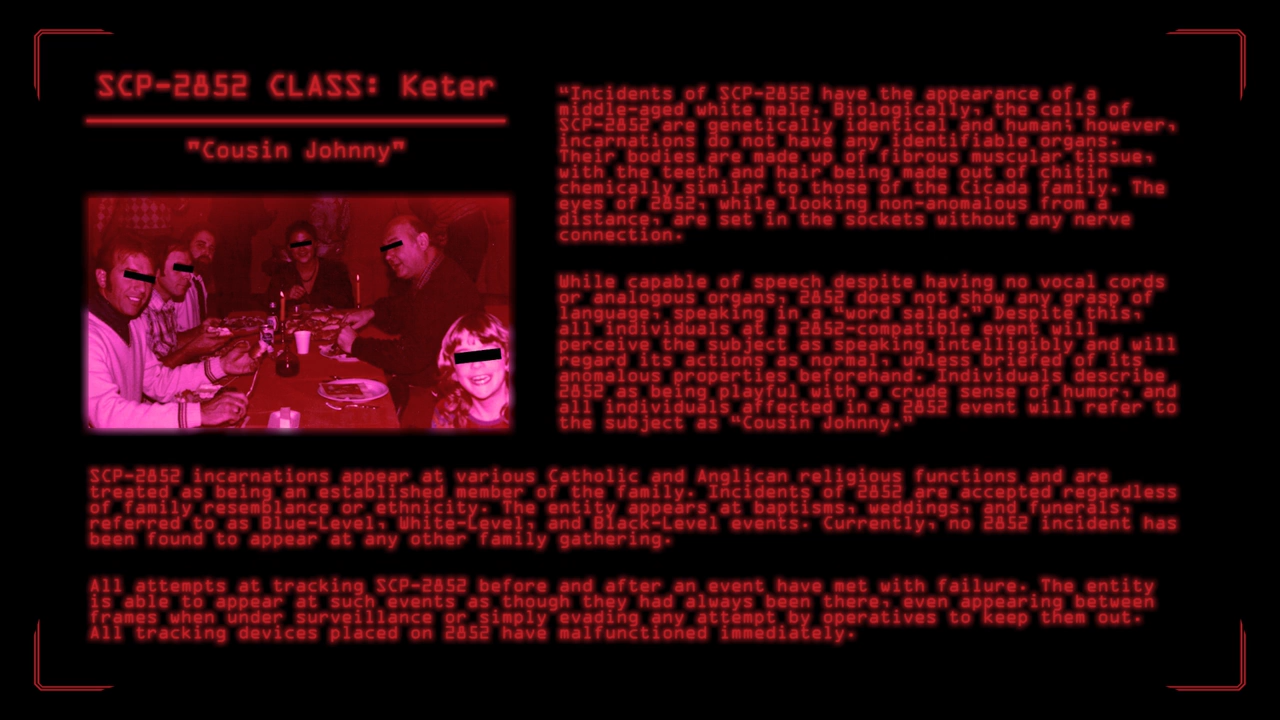 SCP-2852 CLASS: Keter
"Cousin Johnny"
“Incidents of SCP-2852 have the appearance of a
middle-aged white male. Biologically, the cells of
SCP-2852 are genetically identical and human; however,
incarnations do not have any identifiable organs.
Their bodies are made up of fibrous muscular tissue,
with the teeth and hair being made out of chitin
chemically similar to those of the Cicada family. The
eyes of 2852, while looking non-anomalous from a
distance, are set in the sockets without any nerve
connection.
While capable of speech despite having no vocal cords
or analogous organs, 2852 does not show any grasp of
language, speaking in a “word salad.” Despite this,
all individuals at a 2852-compatible event will
perceive the subject as speaking intelligibly and will
regard its actions as normal, unless briefed of its
anomalous properties beforehand. Individuals describe
2852 as being playful with a crude sense of humor, and
all individuals affected in a 2852 event will refer to
the subject as “Cousin Johnny.”
SCP-2852 incarnations appear at various Catholic and Anglican religious functions and are
treated as being an established member of the family. Incidents of 2852 are accepted regardless
of family resemblance or ethnicity. The entity appears at baptisms, weddings, and funerals,
referred to as Blue-Level, White-Level, and Black-Level events. Currently, no 2852 incident has
been found to appear at any other family gathering.
All attempts at tracking SCP-2852 before and after an event have met with failure. The entity
is able to appear at such events as though they had always been there, even appearing between
frames when under surveillance or simply evading any attempt by operatives to keep them out.
All tracking devices placed on 2852 have malfunctioned immediately.